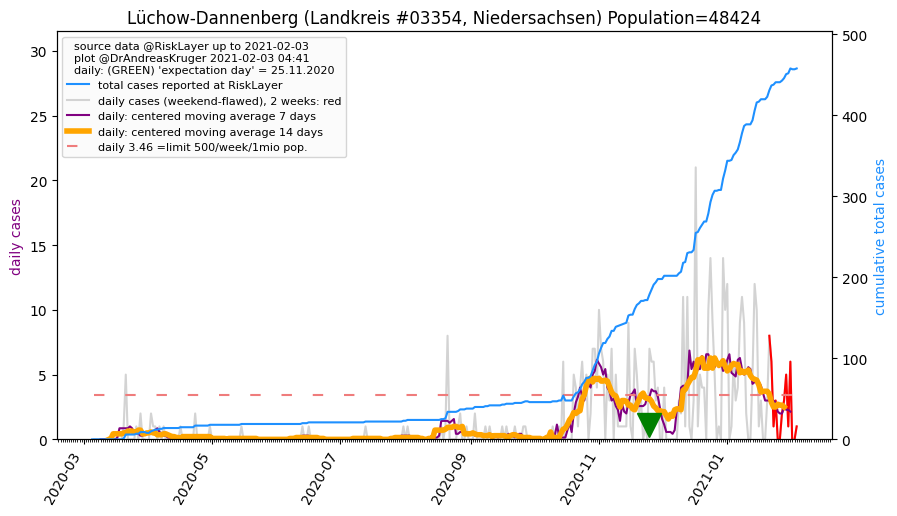 Lüchow-Dannenberg (Landkreis #03354, Niedersachsen) Population=48424
source data @RiskLayer up to 2021-02-03
plot @DrAndreasKruger 2021-02-03 04:41
daily: (GREEN) 'expectation day' = 25.11.2020
total cases reported at RiskLayer
daily cases (weekend-flawed), 2 weeks: red
daily: centered moving average 7 days
daily: centered moving average 14 days
daily 3.46 =limit 500/week/1mio pop.
daily cases
30
25
20
15
10
5
0
cumulative total cases
500
400
300
200
100
0
2020-03
2020-05
2020-07
2020-09
2020-11
2021-01